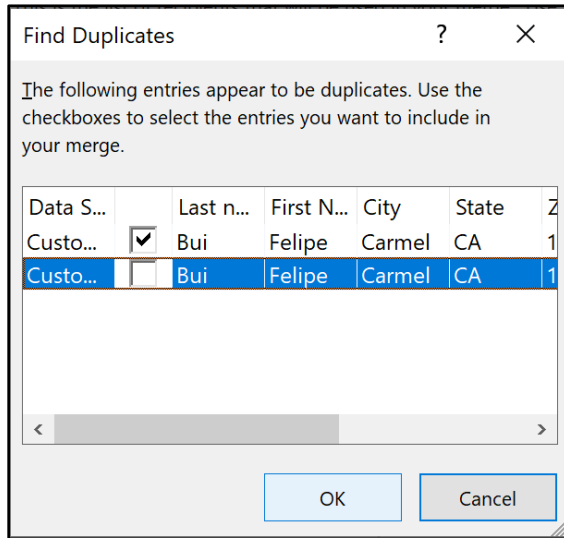 Find Duplicates ? ×
The following entries appear to be duplicates. Use the
checkboxes to select the entries you want to include in
your merge.
Data S... Last n... First N... City State Z
Custo... Bui Felipe Carmel CA 1
Custo... Bui Felipe Carmel CA 1
OK Cancel